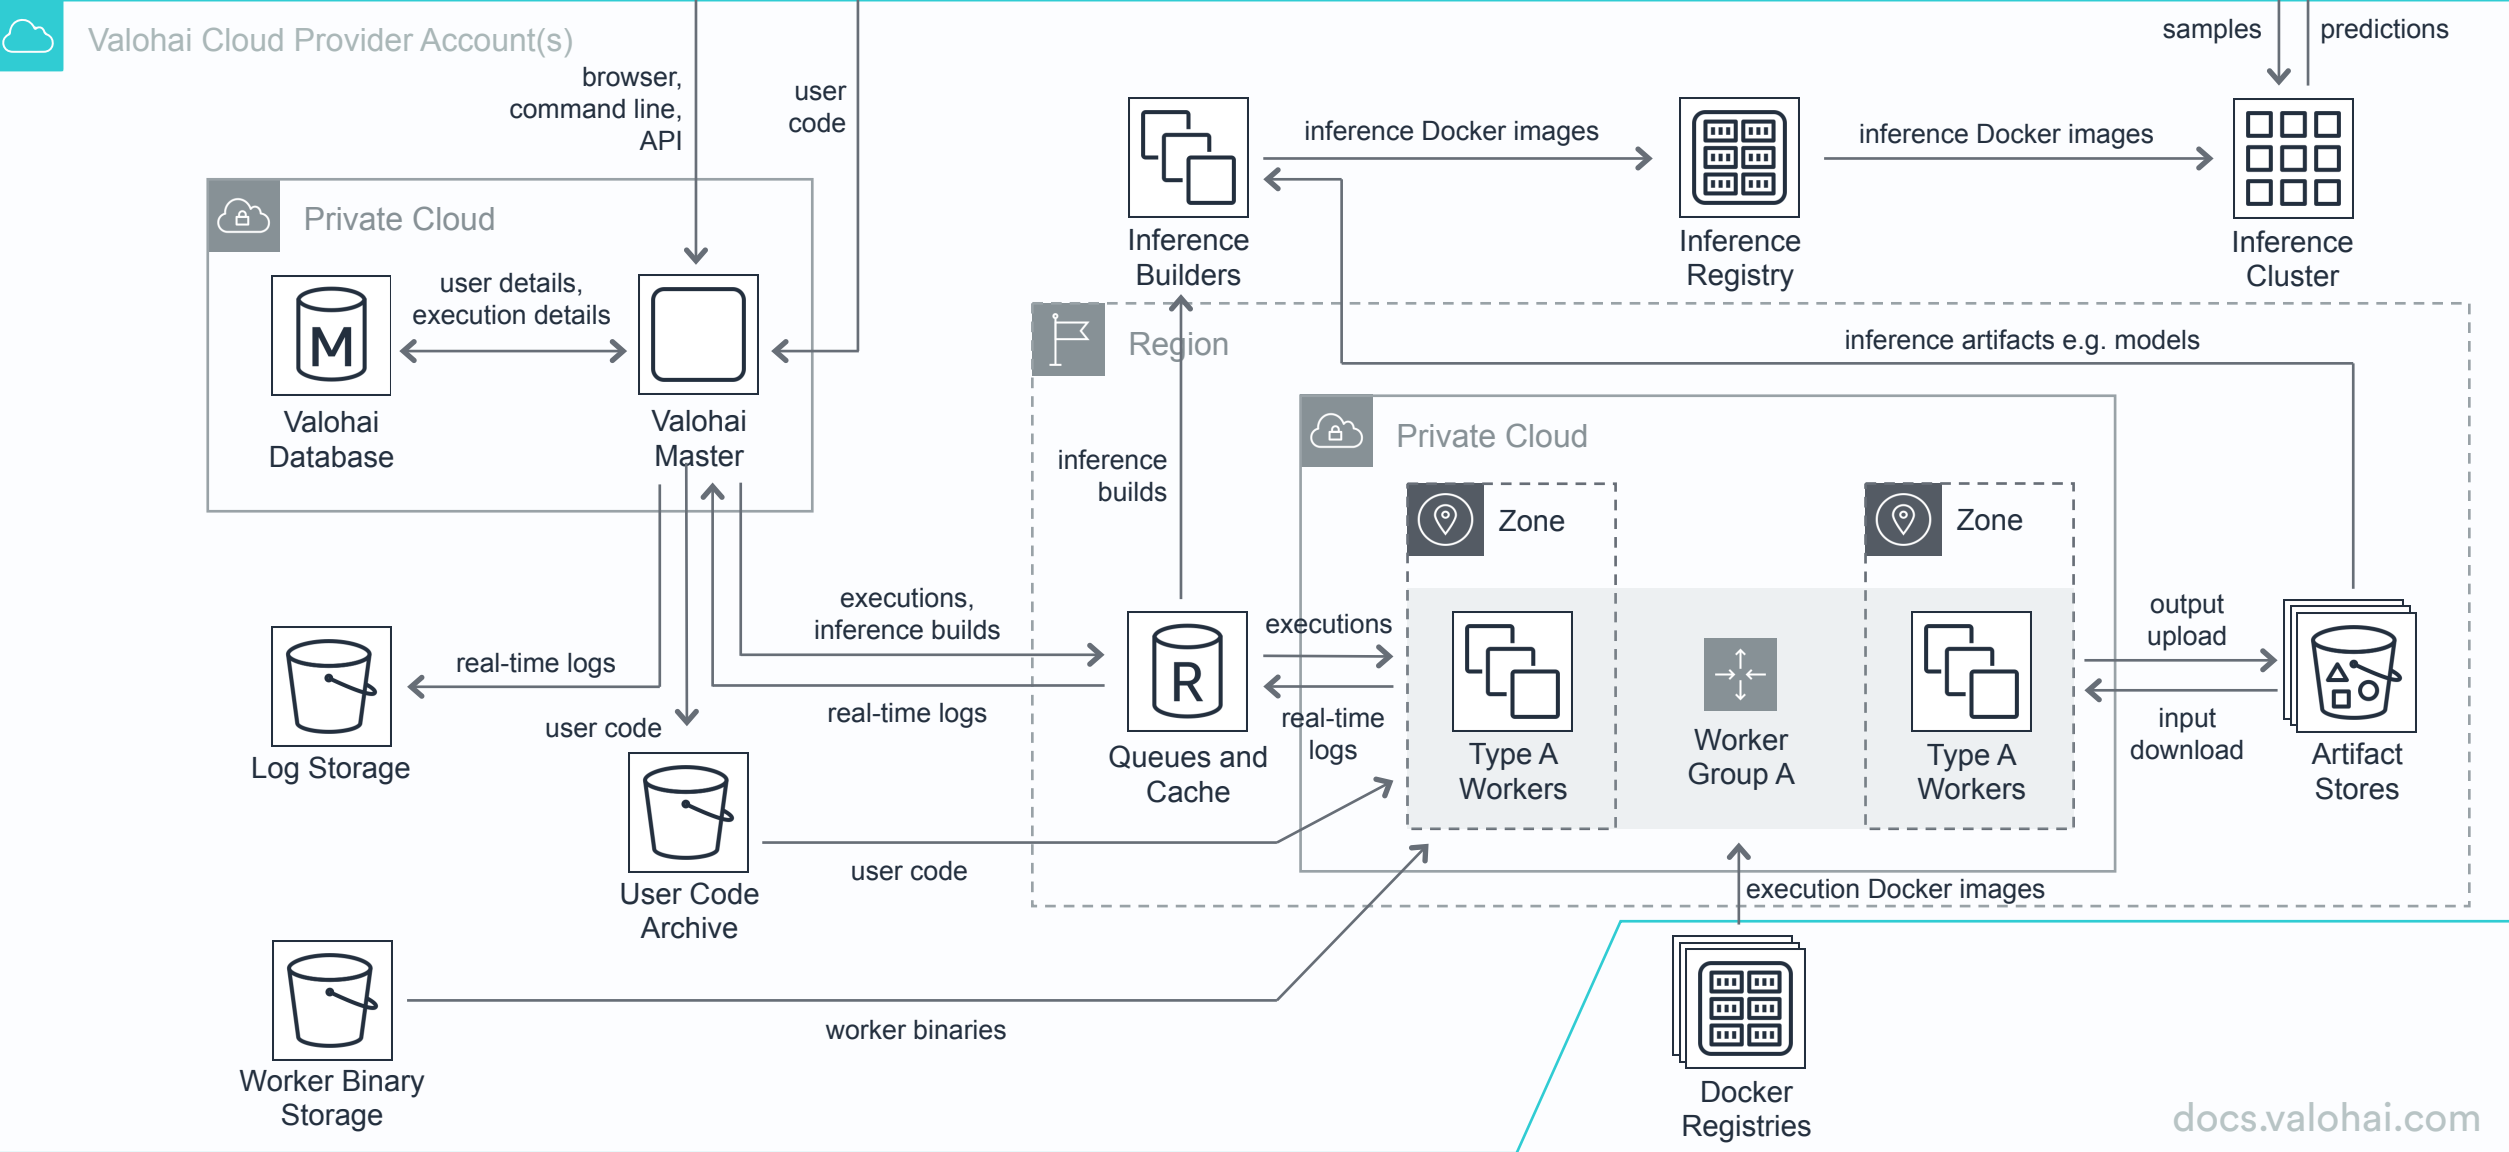 Valohai Cloud Provider Account(s)
browser,
command line,
API
user
code
samples
predictions
inference Docker images
inference Docker images
Inference
Builders
Inference
Registry
Inference
Cluster
Private Cloud
user details,
execution details
M
Valohai
Database
Valohai
Master
Region
inference artifacts e.g. models
inference
builds
Private Cloud
Zone
Zone
executions,
inference builds
real-time logs
executions
real-time
logs
R
Queues and
Cache
Type A
Workers
Worker
Group A
Type A
Workers
output
upload
input
download
Artifact
Stores
real-time logs
Log Storage
user code
User Code
Archive
user code
execution Docker images
Worker Binary
Storage
worker binaries
Docker
Registries
docs.valohai.com